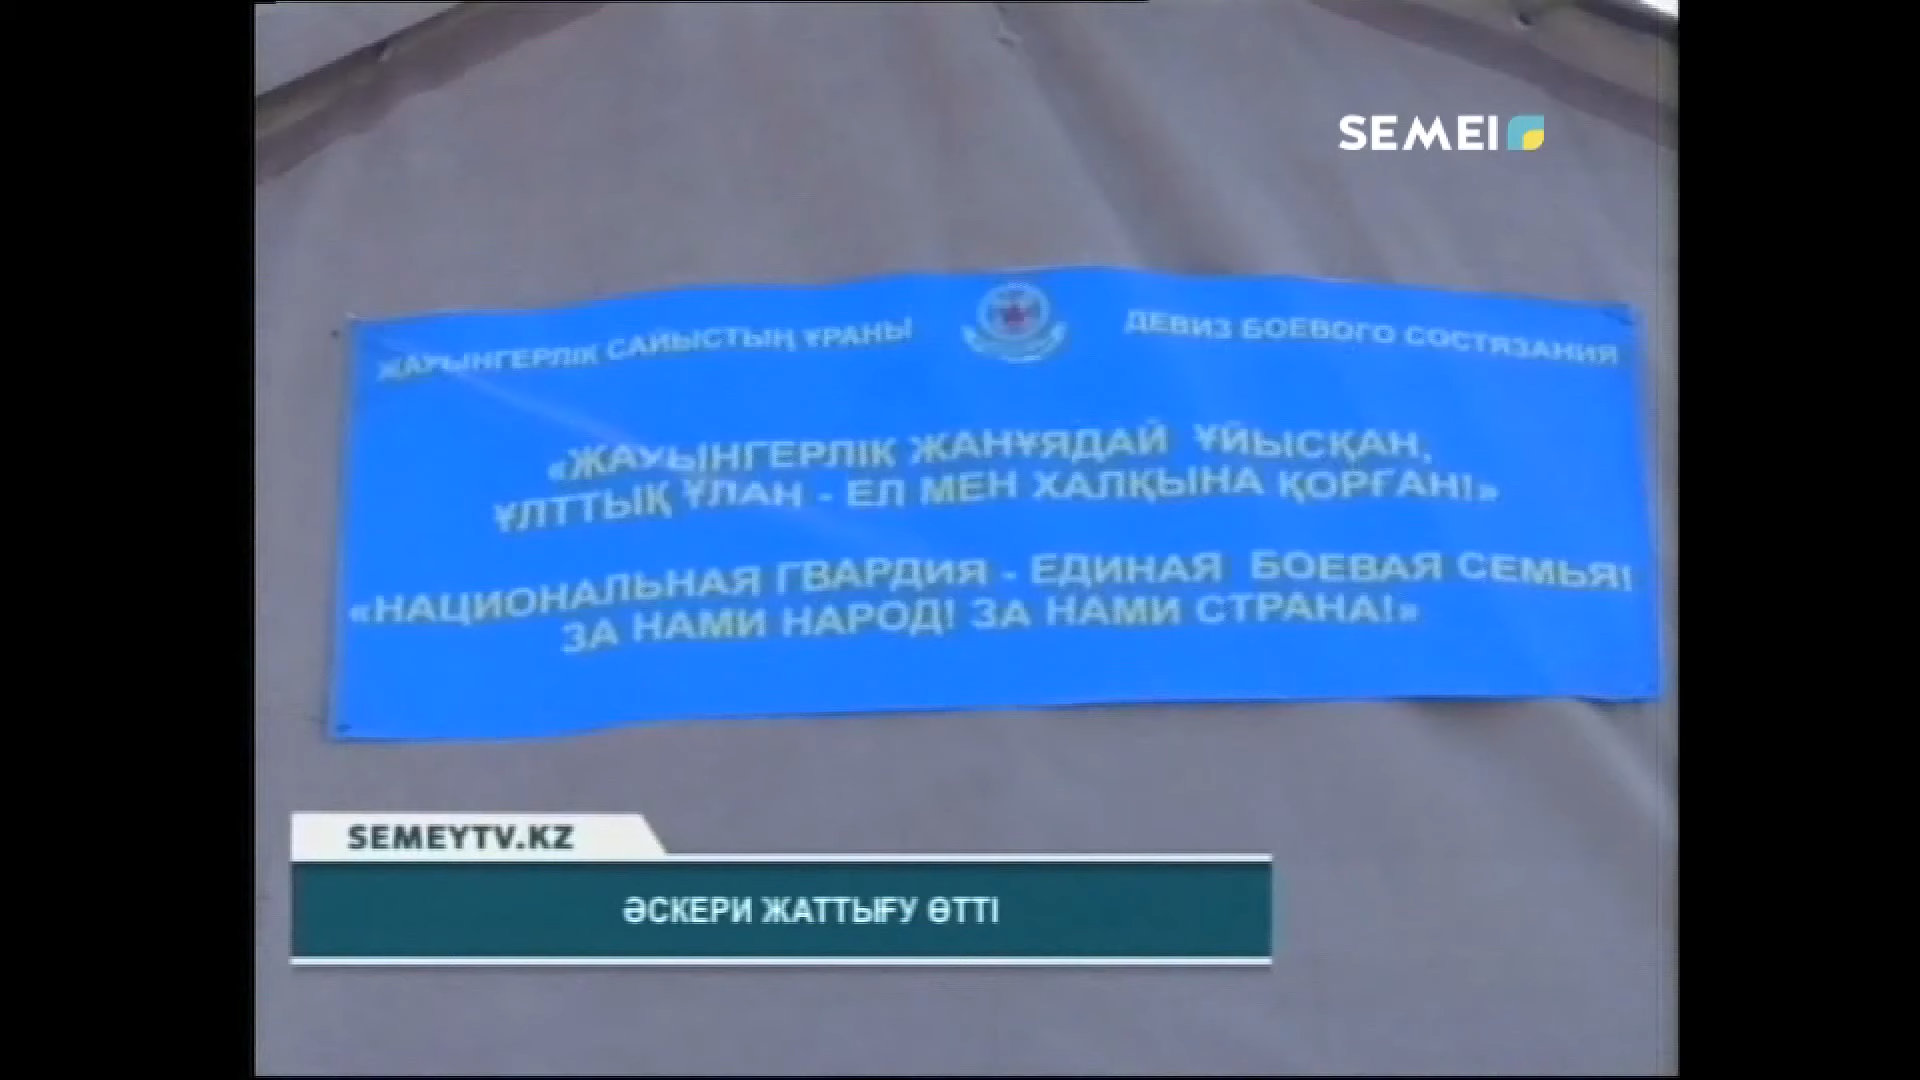 SEMEI
ЖАУЫНГЕРЛІК САЙЫСТЫҢ ҰРАНЫ
ДЕВИЗ БОЕВОГО СОСТЯЗАНИЯ
«ЖАУЫНГЕРЛІК ЖАНҰЯДАЙ ҰЙЫСҚАН,
ҰЛТТЫҚ ҰЛАН - ЕЛ МЕН ХАЛҚЫНА ҚОРҒАН!»
«НАЦИОНАЛЬНАЯ ГВАРДИЯ - ЕДИНАЯ БОЕВАЯ СЕМЬЯ!
ЗА НАМИ НАРОД! ЗА НАМИ СТРАНА!»
SEMEYTV.KZ
ӘСКЕРИ ЖАТТЫҒУ ӨТТІ